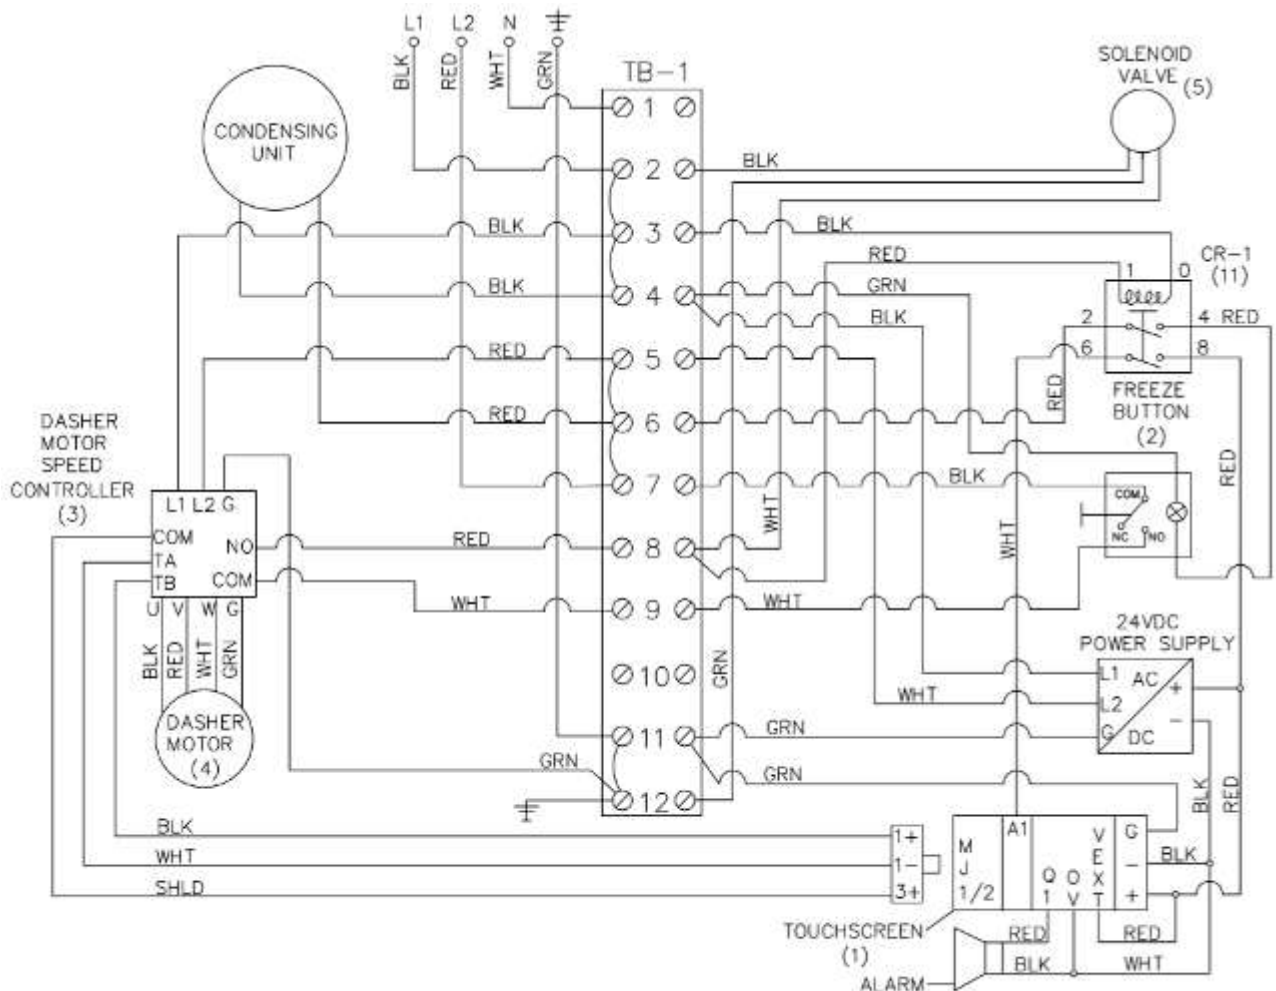 L1 L2 N
BLK RED WHT GRN
TB-1
SOLENOID
VALVE (5)
CONDENSING
UNIT
1
2 BLK
BLK 3 BLK
RED
CR-1
(11)
1 0
BLK 4 GRN
BLK
2 4 RED
6 8
RED 5
RED
FREEZE
BUTTON
(2)
RED 6
DASHER
MOTOR
SPEED
CONTROLLER
(3)
7 BLK
RED
WHT
WHT
COM
NC NO
L1 L2 G
COM
TA NO
TB COM
RED 8
WHT 9 WHT
U V W G
BLK RED WHT GRN
24VDC
POWER SUPPLY
10
GRN
L1 AC +
WHT L2 -
G DC
DASHER
MOTOR
(4)
11 GRN
GRN
GRN
12
BLK RED
BLK
WHT
SHLD
1+
1-
3+
M
J
1/2
A1
Q
1
O
V
V
E
X
T
G
-
+
BLK
TOUCHSCREEN
(1)
RED RED
BLK WHT
ALARM